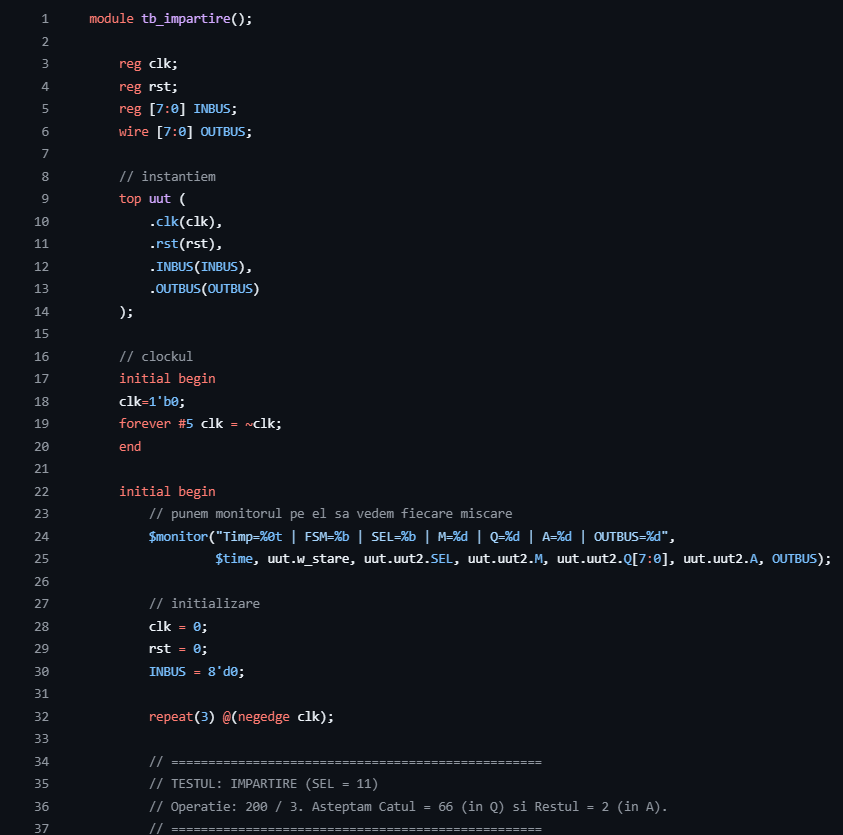 1 module tb_impartire();
2
3 reg clk;
4 reg rst;
5 reg [7:0] INBUS;
6 wire [7:0] OUTBUS;
7
8 // instantiem
9 top uut (
10 .clk(clk),
11 .rst(rst),
12 .INBUS(INBUS),
13 .OUTBUS(OUTBUS)
14 );
15
16 // clockul
17 initial begin
18 clk=1'b0;
19 forever #5 clk = ~clk;
20 end
21
22 initial begin
23 // punem monitorul pe el sa vedem fiecare miscare
24 $monitor("Timp=%0t | FSM=%b | SEL=%b | M=%d | Q=%d | A=%d | OUTBUS=%d",
25 $time, uut.w_stare, uut.uut2.SEL, uut.uut2.M, uut.uut2.Q[7:0], uut.uut2.A, OUTBUS);
26
27 // initializare
28 clk = 0;
29 rst = 0;
30 INBUS = 8'd0;
31
32 repeat(3) @(negedge clk);
33
34 // ==================================================
35 // TESTUL: IMPARTIRE (SEL = 11)
36 // Operatie: 200 / 3. Asteptam Catul = 66 (in Q) si Restul = 2 (in A).
37 // ==================================================